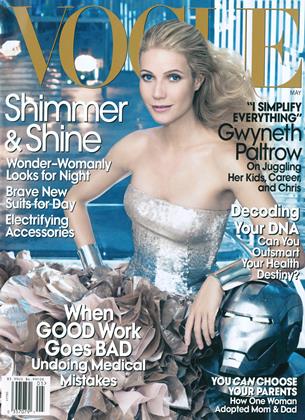 VOGUE
MAY
Shimmer
& Shine
Wonder-Womanly
Looks for Night
Brave New
Suits for Day
Electrifying
Accessories
"I SIMPLIFY
EVERYTHING"
Gwyneth
Paltrow
On Juggling
Her Kids, Career,
and Chris
Decoding
Your DNA
Can You
Outsmart
Your Health
Destiny?
When
GOOD Work
Goes BAD
Undoing Medical
Mistakes
YOU CAN CHOOSE
YOUR PARENTS
How One Woman
Adopted Mom & Dad